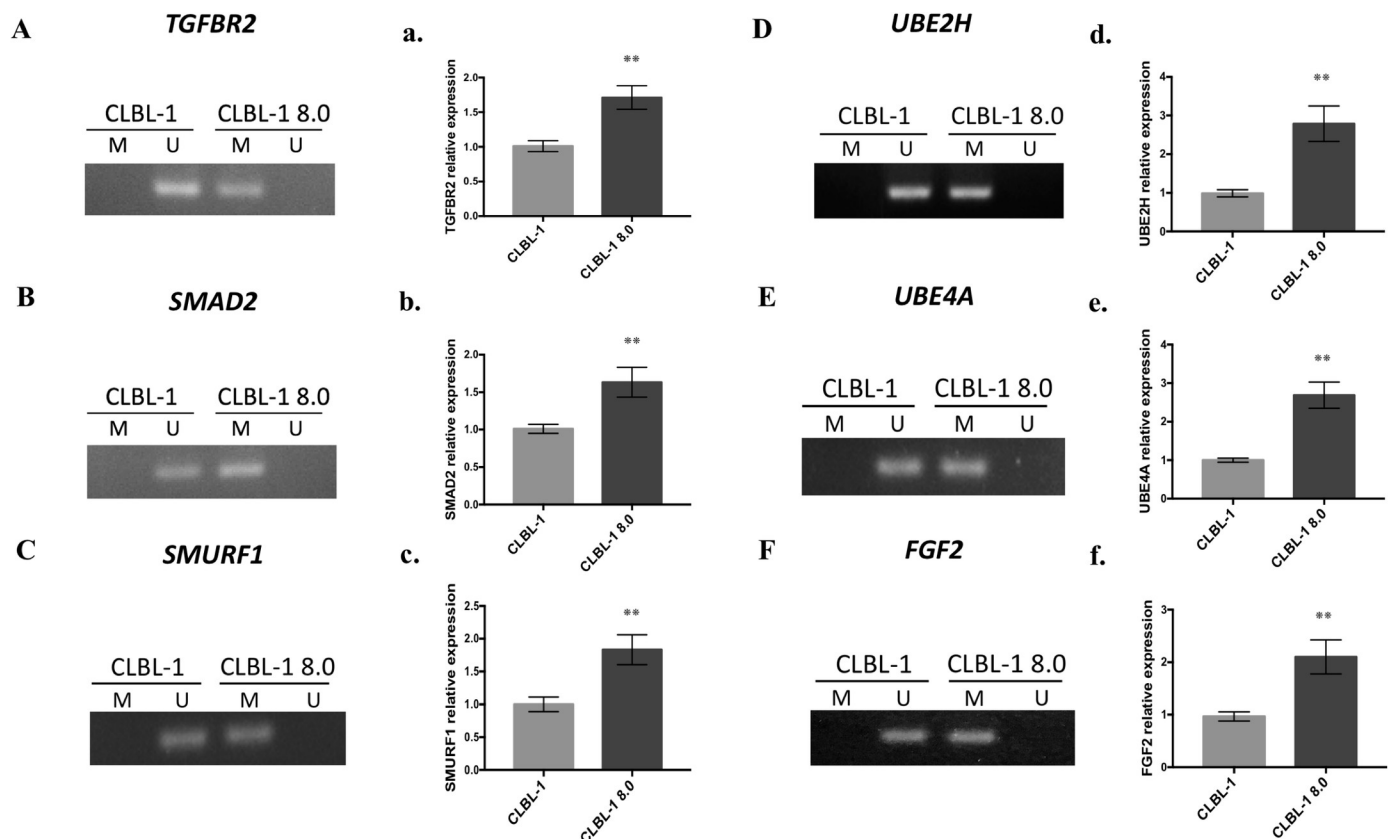 A
TGFBR2
CLBL-1 CLBL-1 8.0
M U M U
a.
TGFBR2 relative expression
2.0
1.5
1.0
0.5
0.0
**
CLBL-1
CLBL-1 8.0
D
UBE2H
CLBL-1 CLBL-1 8.0
M U M U
d.
UBE2H relative expression
4
3
2
1
0
**
CLBL-1
CLBL-1 8.0
B
SMAD2
CLBL-1 CLBL-1 8.0
M U M U
b.
SMAD2 relative expression
2.0
1.5
1.0
0.5
0.0
**
CLBL-1
CLBL-1 8.0
E
UBE4A
CLBL-1 CLBL-1 8.0
M U M U
e.
UBE4A relative expression
4
3
2
1
0
**
CLBL-1
CLBL-1 8.0
C
SMURF1
CLBL-1 CLBL-1 8.0
M U M U
c.
SMURF1 relative expression
2.5
2.0
1.5
1.0
0.5
0.0
**
CLBL-1
CLBL-1 8.0
F
FGF2
CLBL-1 CLBL-1 8.0
M U M U
f.
FGF2 relative expression
3
2
1
0
**
CLBL-1
CLBL-1 8.0